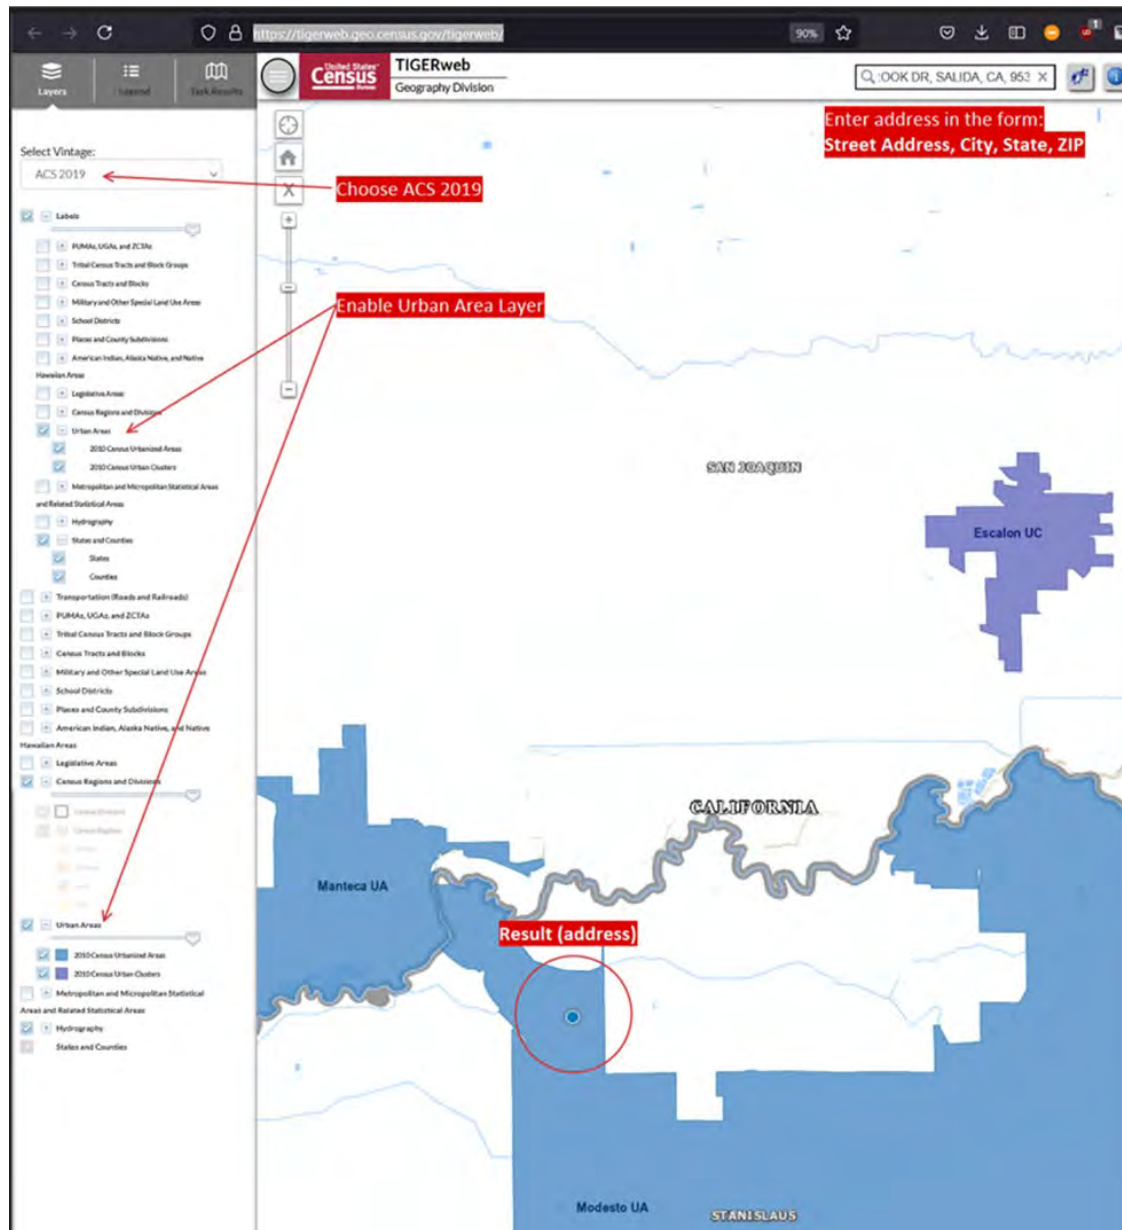 https://tigerweb.geo.census.gov/tigerweb/
90%
1
Layers
Legend
Task Results
United States
Census
Bureau
TIGERweb
Geography Division
:OOK DR, SALIDA, CA, 953
Enter address in the form:
Street Address, City, State, ZIP
Select Vintage:
ACS 2019
Choose ACS 2019
Labels
PUMAs, UGAs, and ZCTAs
Tribal Census Tracts and Block Groups
Census Tracts and Blocks
Military and Other Special Land Use Areas
Enable Urban Area Layer
School Districts
Places and County Subdivisions
American Indian, Alaska Native, and Native
Hawaiian Areas
Legislative Areas
Census Regions and Divisions
Urban Areas
2010 Census Urbanized Areas
2010 Census Urban Clusters
Metropolitan and Micropolitan Statistical Areas
and Related Statistical Areas
Hydrography
States and Counties
States
Counties
Transportation (Roads and Railroads)
PUMAs, UGAs, and ZCTAs
Tribal Census Tracts and Block Groups
Census Tracts and Blocks
Military and Other Special Land Use Areas
School Districts
Places and County Subdivisions
American Indian, Alaska Native, and Native
Hawaiian Areas
Legislative Areas
Census Regions and Divisions
Census Divisions
Census Regions
Urban Areas
2010 Census Urbanized Areas
2010 Census Urban Clusters
Metropolitan and Micropolitan Statistical
Areas and Related Statistical Areas
Hydrography
States and Counties
SAN JOAQUIN
Escalon UC
CALIFORNIA
Manteca UA
Result (address)
Modesto UA
STANISLAUS